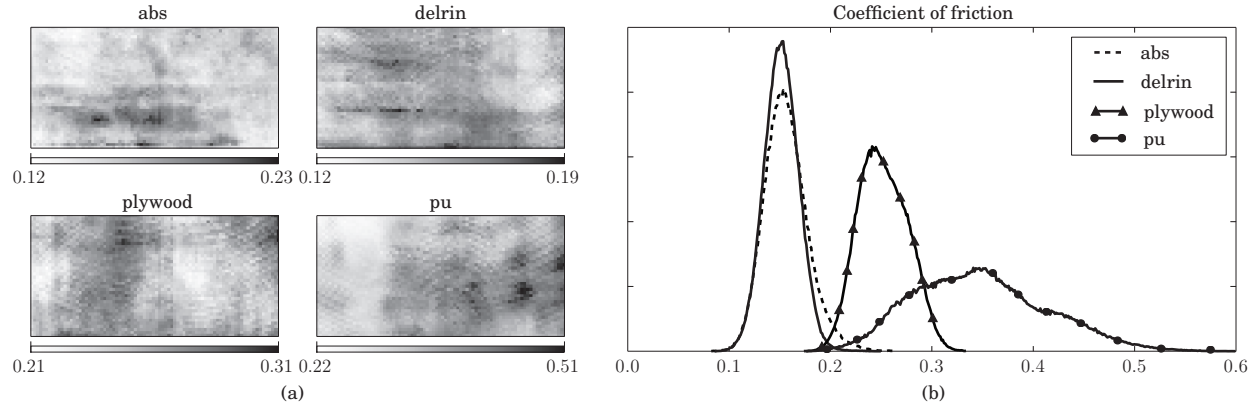 abs
delrin
0.12
0.23
0.12
0.19
plywood
pu
0.21
0.31
0.22
0.51
(a)
Coefficient of friction
abs
delrin
plywood
pu
0.0
0.1
0.2
0.3
0.4
0.5
0.6
(b)